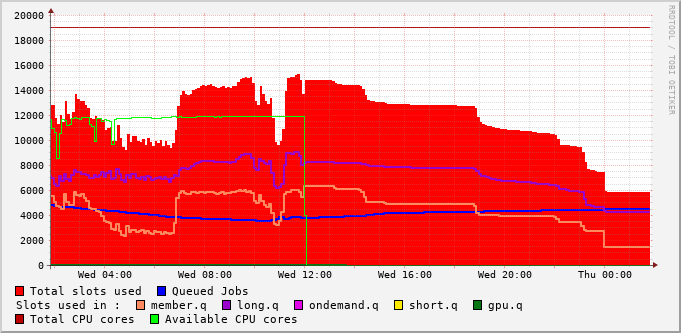 RRDTOOL / TOBI OETIKER
20000
18000
16000
14000
12000
10000
8000
6000
4000
2000
0
Wed 04:00 Wed 08:00 Wed 12:00 Wed 16:00 Wed 20:00 Thu 00:00
Total slots used Queued Jobs
Slots used in : member.q long.q ondemand.q short.q gpu.q
Total CPU cores Available CPU cores